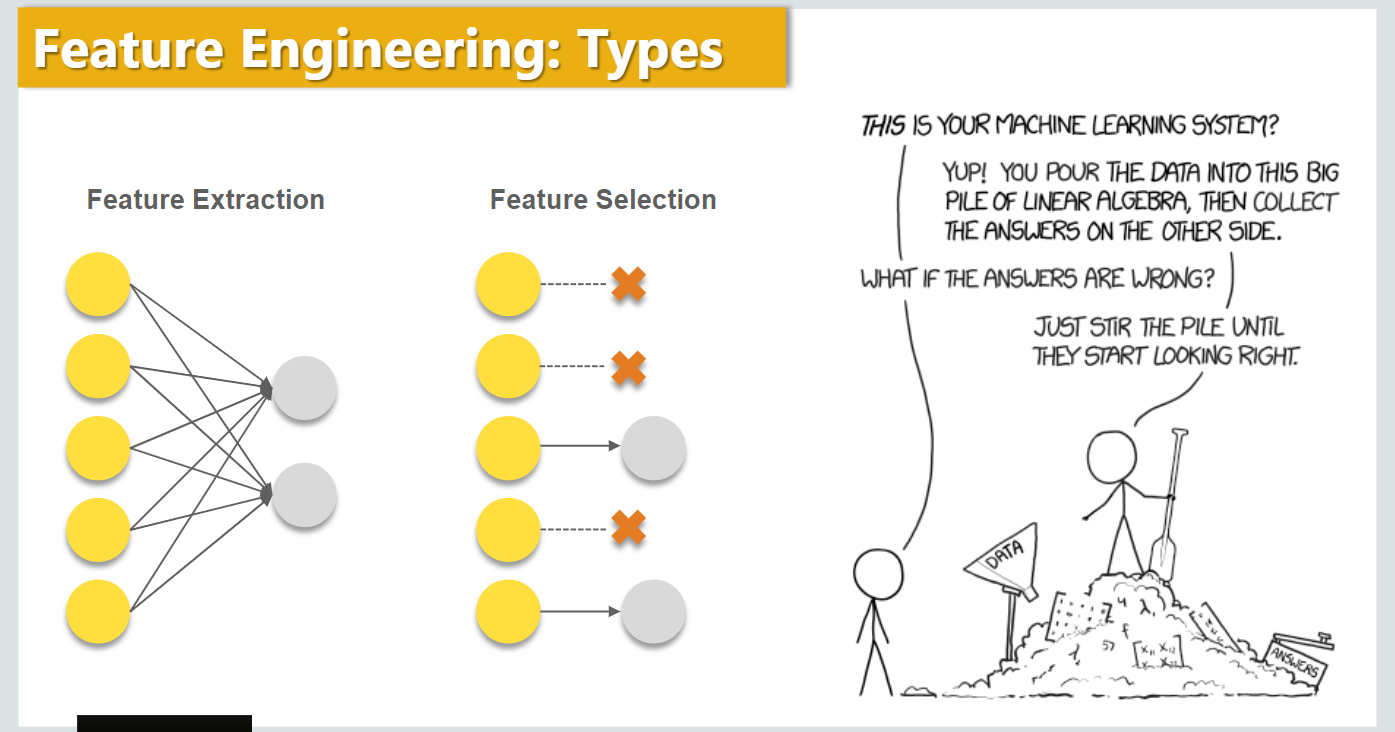 Feature Engineering: Types
Feature Extraction
Feature Selection
THIS IS YOUR MACHINE LEARNING SYSTEM?
YUP! YOU POUR THE DATA INTO THIS BIG
PILE OF LINEAR ALGEBRA, THEN COLLECT
THE ANSWERS ON THE OTHER SIDE.
WHAT IF THE ANSWERS ARE WRONG?
JUST STIR THE PILE UNTIL
THEY START LOOKING RIGHT.
DATA
ANSWERS